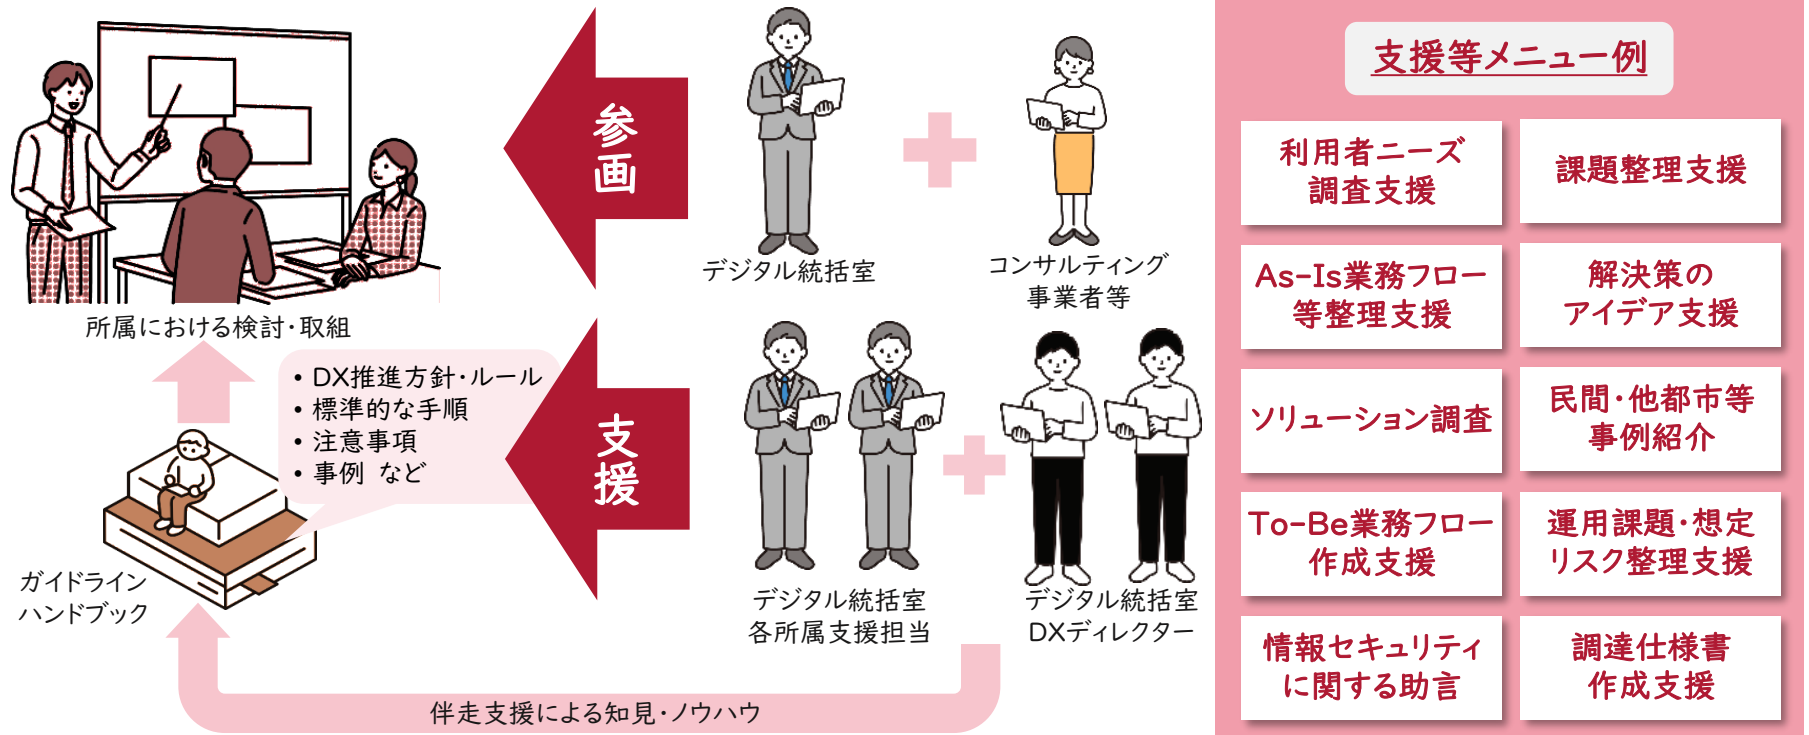 参画
デジタル統括室
コンサルティング
事業者等
所属における検討・取組
• DX推進方針・ルール
• 標準的な手順
• 注意事項
• 事例 など
支援
ガイドライン
ハンドブック
デジタル統括室
各所属支援担当
デジタル統括室
DXディレクター
伴走支援による知見・ノウハウ
支援等メニュー例
利用者ニーズ
調査支援
課題整理支援
As-Is業務フロー
等整理支援
解決策の
アイデア支援
ソリューション調査
民間・他都市等
事例紹介
To-Be業務フロー
作成支援
運用課題・想定
リスク整理支援
情報セキュリティ
に関する助言
調達仕様書
作成支援